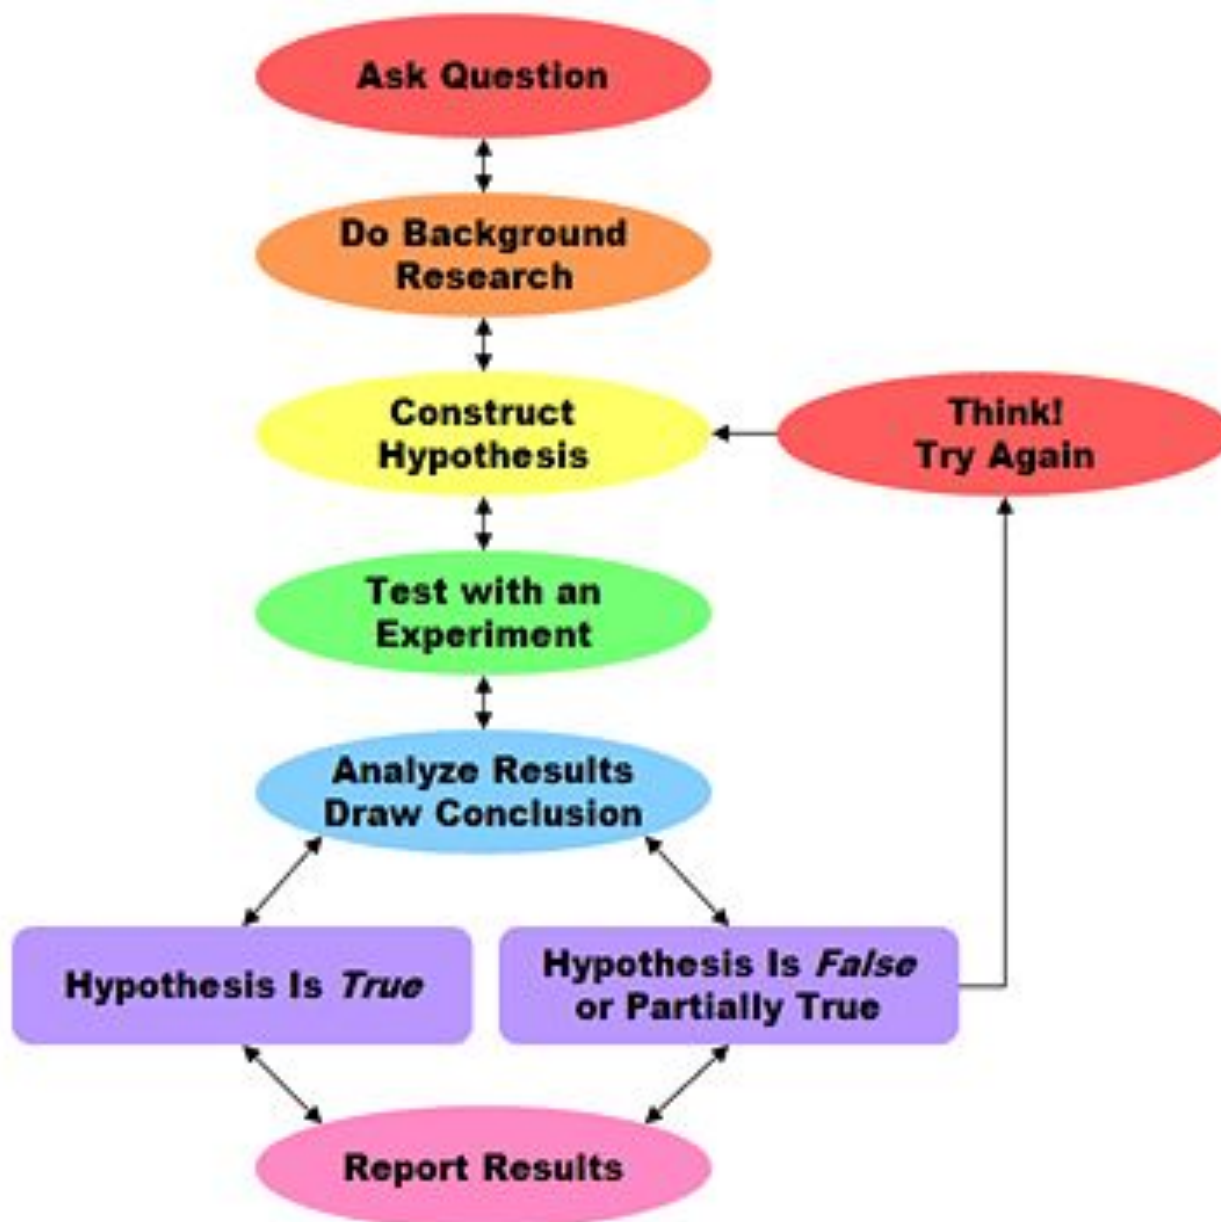 Ask Question
Do Background
Research
Construct
Hypothesis
Think!
Try Again
Test with an
Experiment
Analyze Results
Draw Conclusion
Hypothesis Is True
Hypothesis Is False
or Partially True
Report Results